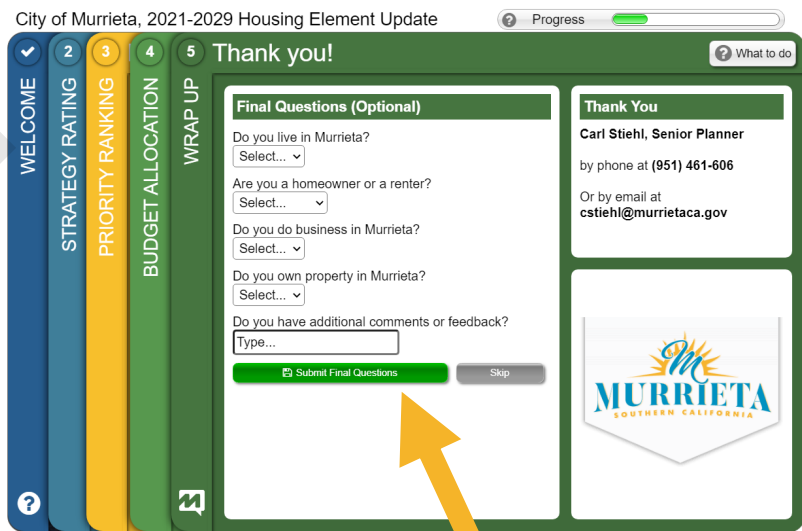 City of Murrieta, 2021-2029 Housing Element Update
? Progress
WELCOME
2
STRATEGY RATING
3
PRIORITY RANKING
4
BUDGET ALLOCATION
5
WRAP UP
Thank you!
? What to do
Final Questions (Optional)
Do you live in Murrieta?
Select...
Are you a homeowner or a renter?
Select...
Do you do business in Murrieta?
Select...
Do you own property in Murrieta?
Select...
Do you have additional comments or feedback?
Type...
Submit Final Questions
Skip
Thank You
Carl Stiehl, Senior Planner
by phone at (951) 461-606
Or by email at
cstiehl@murrietaca.gov
M
MURRIETA
SOUTHERN CALIFORNIA
?